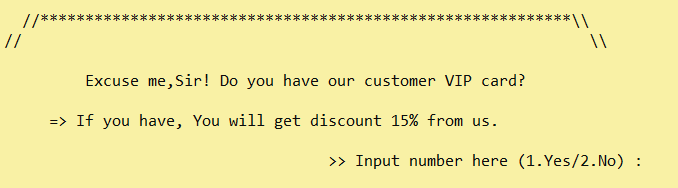 //***********************************************************\\
// \\
Excuse me,Sir! Do you have our customer VIP card?
=> If you have, You will get discount 15% from us.
>> Input number here (1.Yes/2.No) :